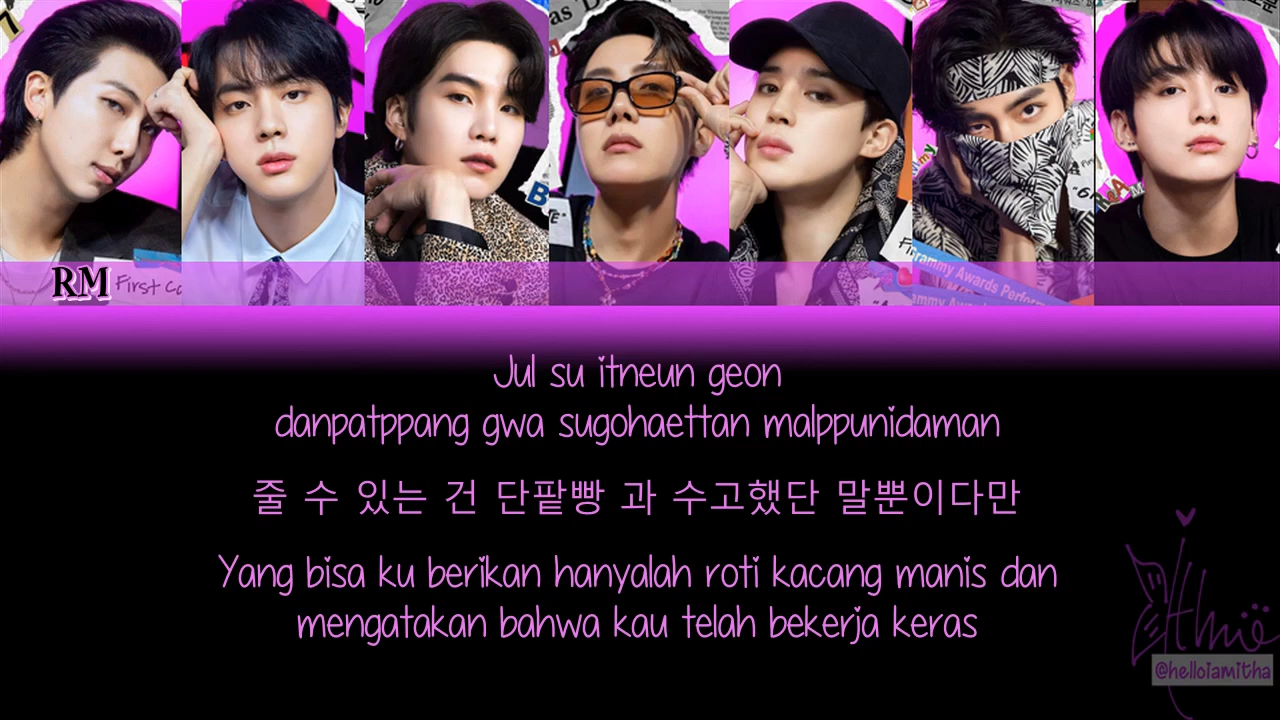 RM
First Co
Jul su itneun geon
danpatppang gwa sugohaettan malppunidaman
줄 수 있는 건 단팥빵 과 수고했단 말뿐이다만
Yang bisa ku berikan hanyalah roti kacang manis dan
mengatakan bahwa kau telah bekerja keras
@helloiamitha